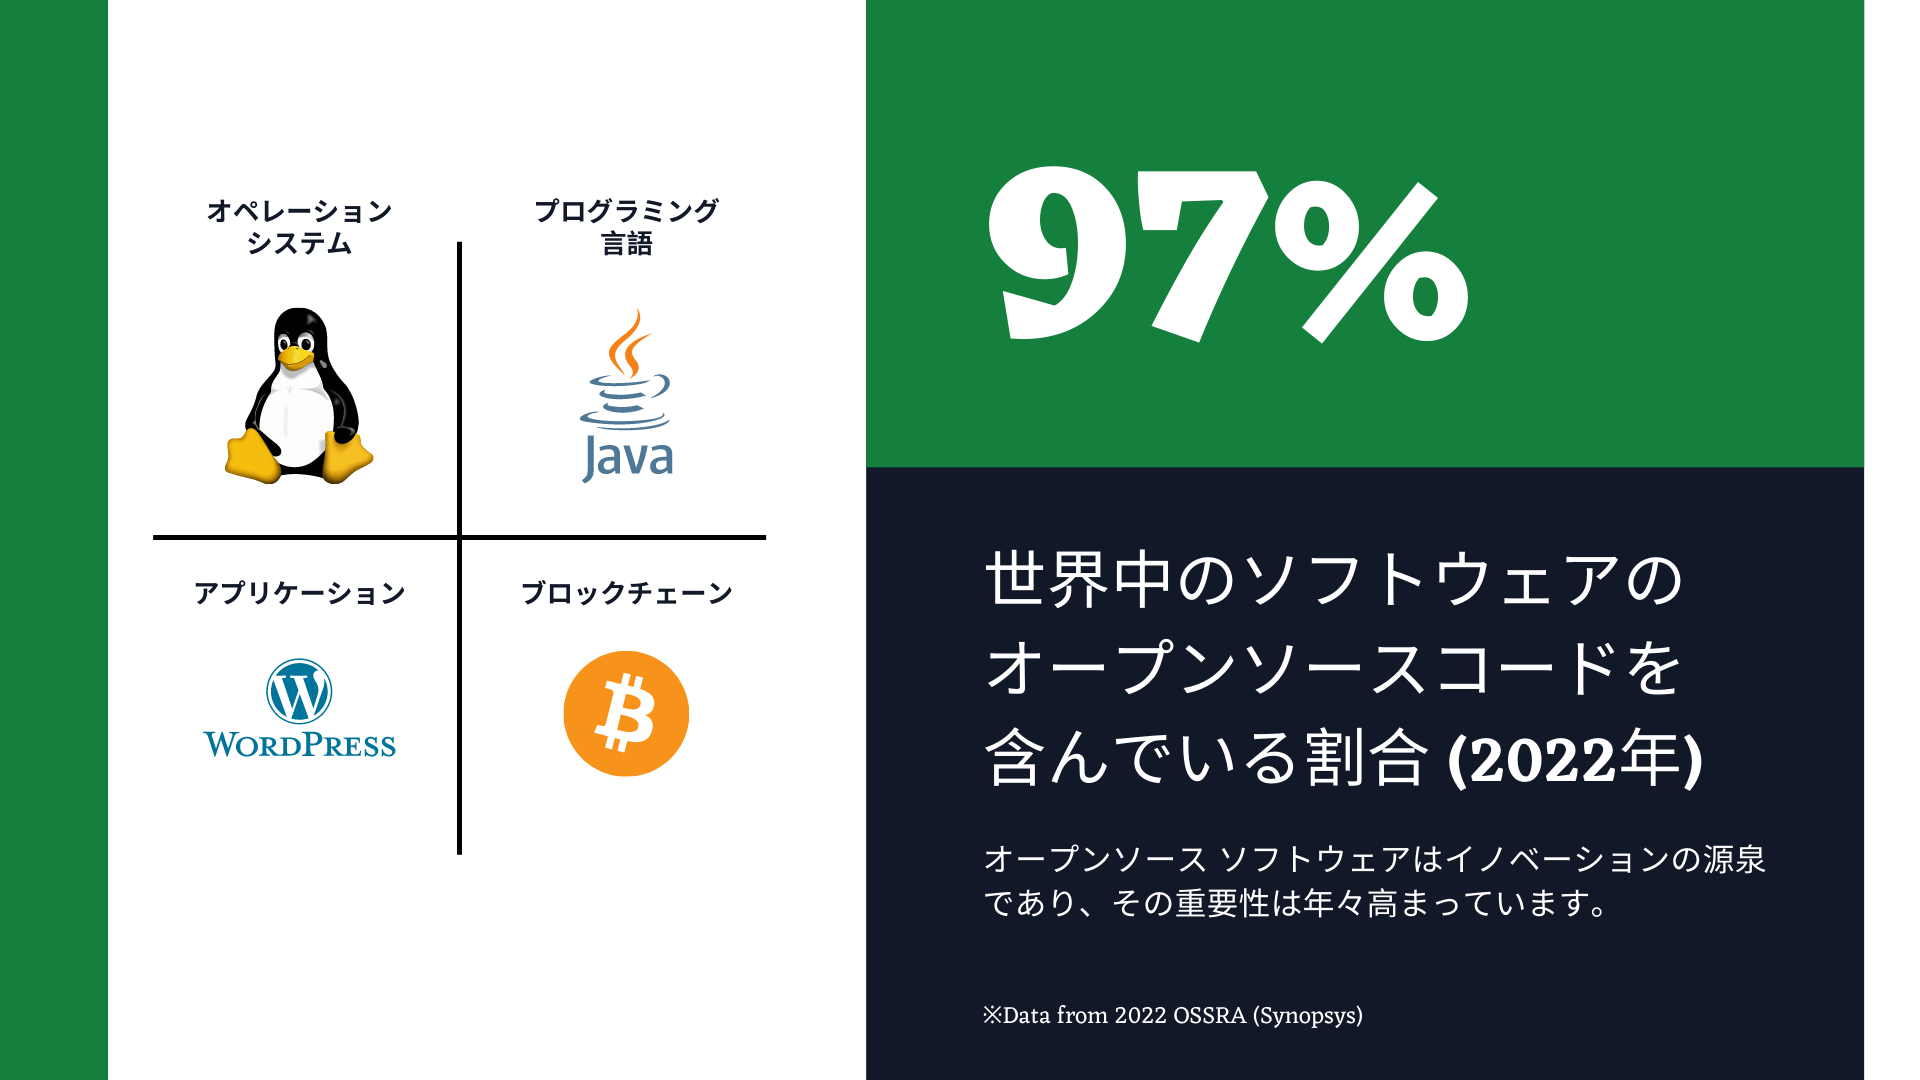 オペレーション
システム
プログラミング
言語
Java
アプリケーション
WORDPRESS
ブロックチェーン
97%
世界中のソフトウェアの
オープンソースコードを
含んでいる割合 (2022年)
オープンソース ソフトウェアはイノベーションの源泉
であり、その重要性は年々高まっています。
※Data from 2022 OSSRA (Synopsys)